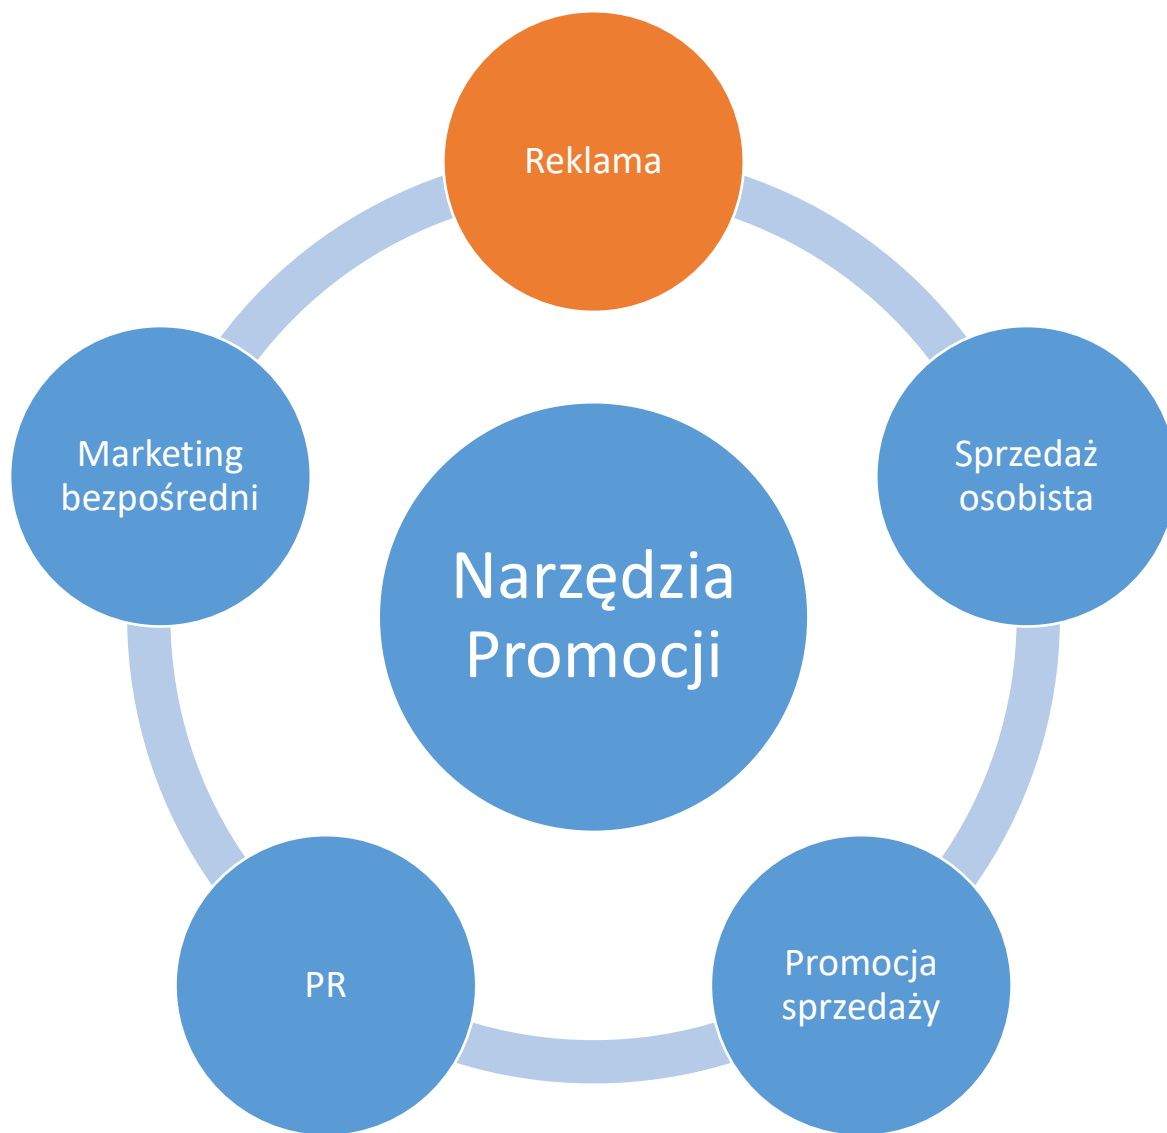 Reklama
Marketing
bezpośredni
Sprzedaż
osobista
Narzędzia
Promocji
PR
Promocja
sprzedaży